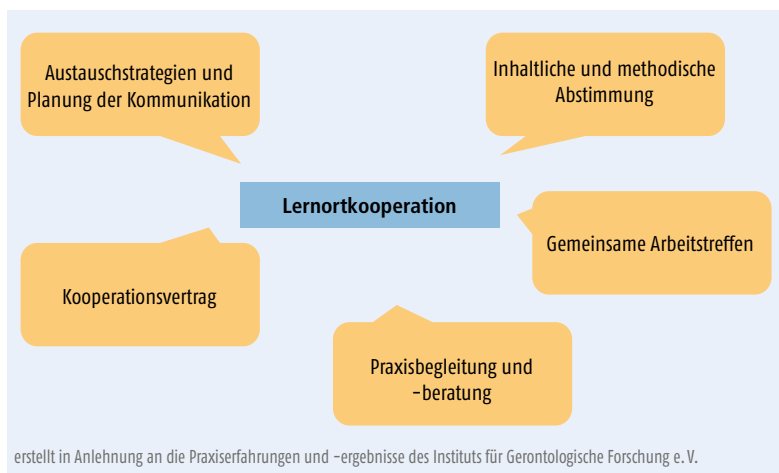 Austauschstrategien und
Planung der Kommunikation
Inhaltliche und methodische
Abstimmung
Lernortkooperation
Gemeinsame Arbeitstreffen
Kooperationsvertrag
Praxisbegleitung und
-beratung
erstellt in Anlehnung an die Praxiserfahrungen und -ergebnisse des Instituts für Gerontologische Forschung e. V.